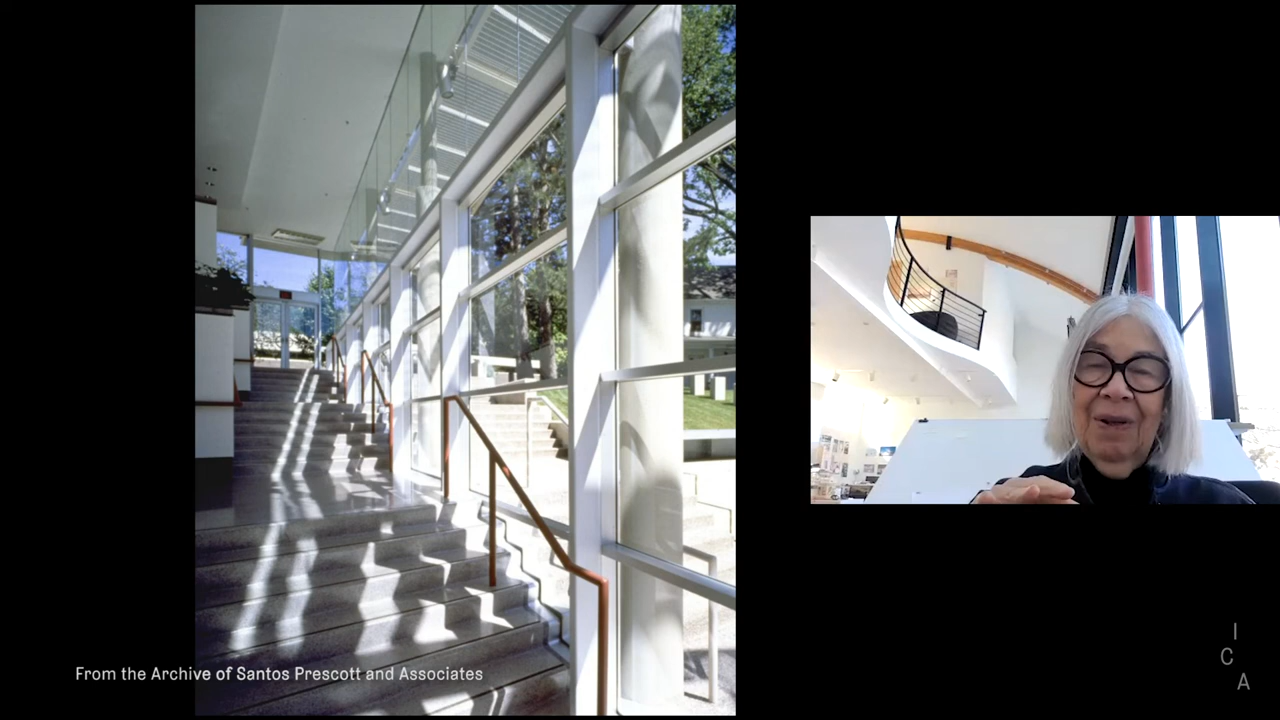 From the Archive of Santos Prescott and Associates
I
C
A